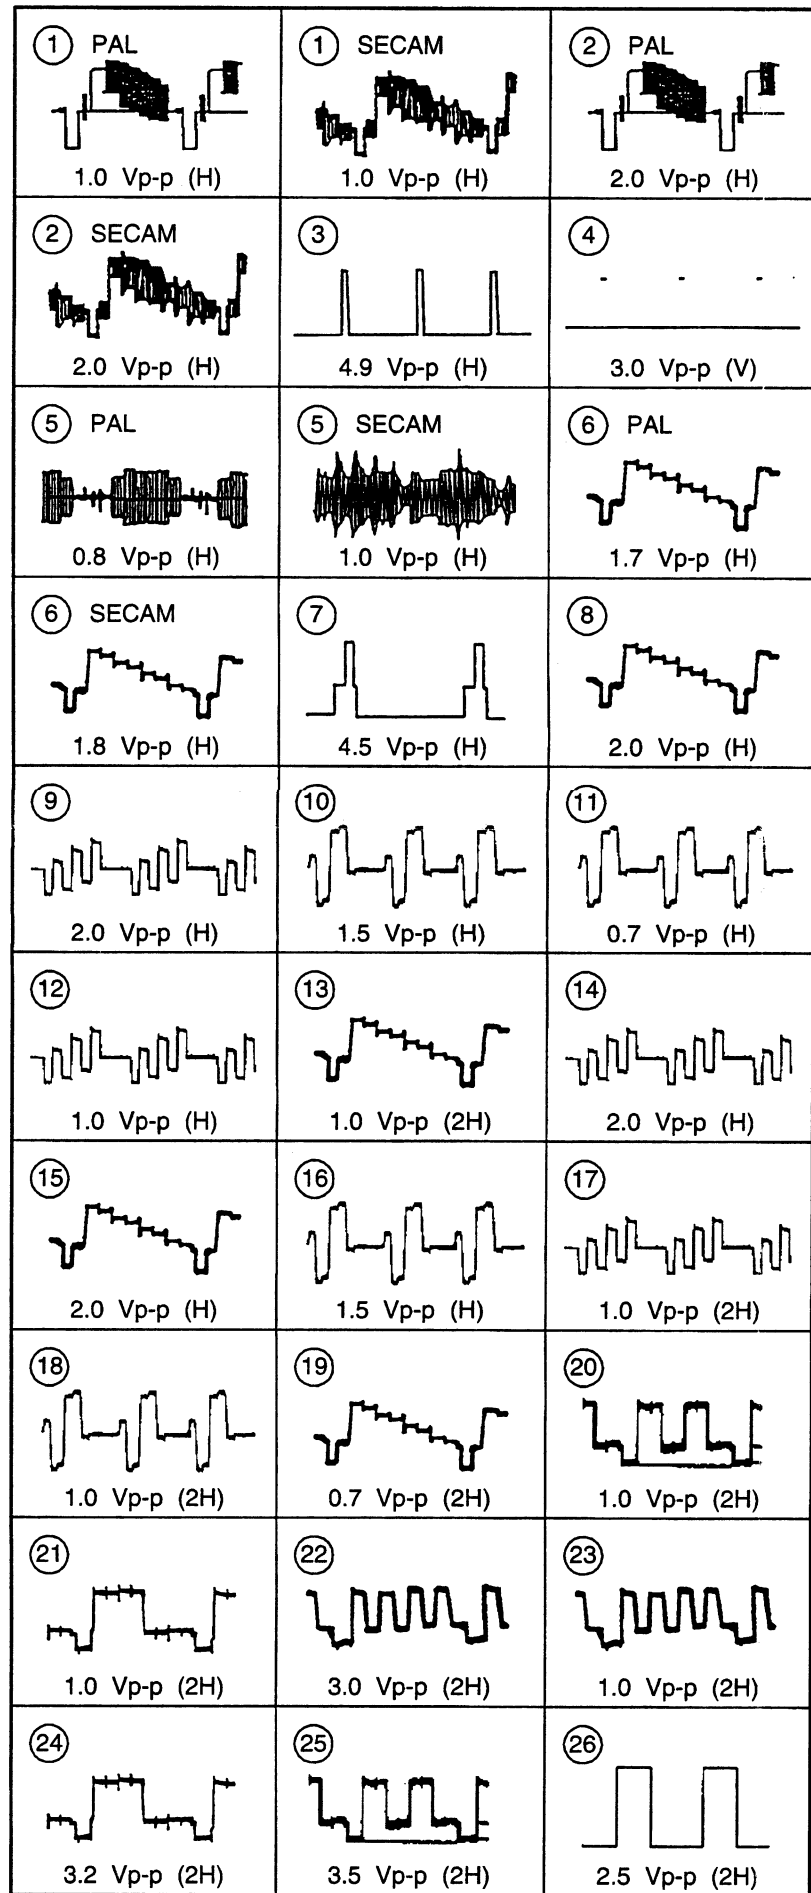 1 PAL
1.0 Vp-p (H)
1 SECAM
1.0 Vp-p (H)
2 PAL
2.0 Vp-p (H)
2 SECAM
2.0 Vp-p (H)
3
4.9 Vp-p (H)
4
3.0 Vp-p (V)
5 PAL
0.8 Vp-p (H)
5 SECAM
1.0 Vp-p (H)
6 PAL
1.7 Vp-p (H)
6 SECAM
1.8 Vp-p (H)
7
4.5 Vp-p (H)
8
2.0 Vp-p (H)
9
2.0 Vp-p (H)
10
1.5 Vp-p (H)
11
0.7 Vp-p (H)
12
1.0 Vp-p (H)
13
1.0 Vp-p (2H)
14
2.0 Vp-p (H)
15
2.0 Vp-p (H)
16
1.5 Vp-p (H)
17
1.0 Vp-p (2H)
18
1.0 Vp-p (2H)
19
0.7 Vp-p (2H)
20
1.0 Vp-p (2H)
21
1.0 Vp-p (2H)
22
3.0 Vp-p (2H)
23
1.0 Vp-p (2H)
24
3.2 Vp-p (2H)
25
3.5 Vp-p (2H)
26
2.5 Vp-p (2H)